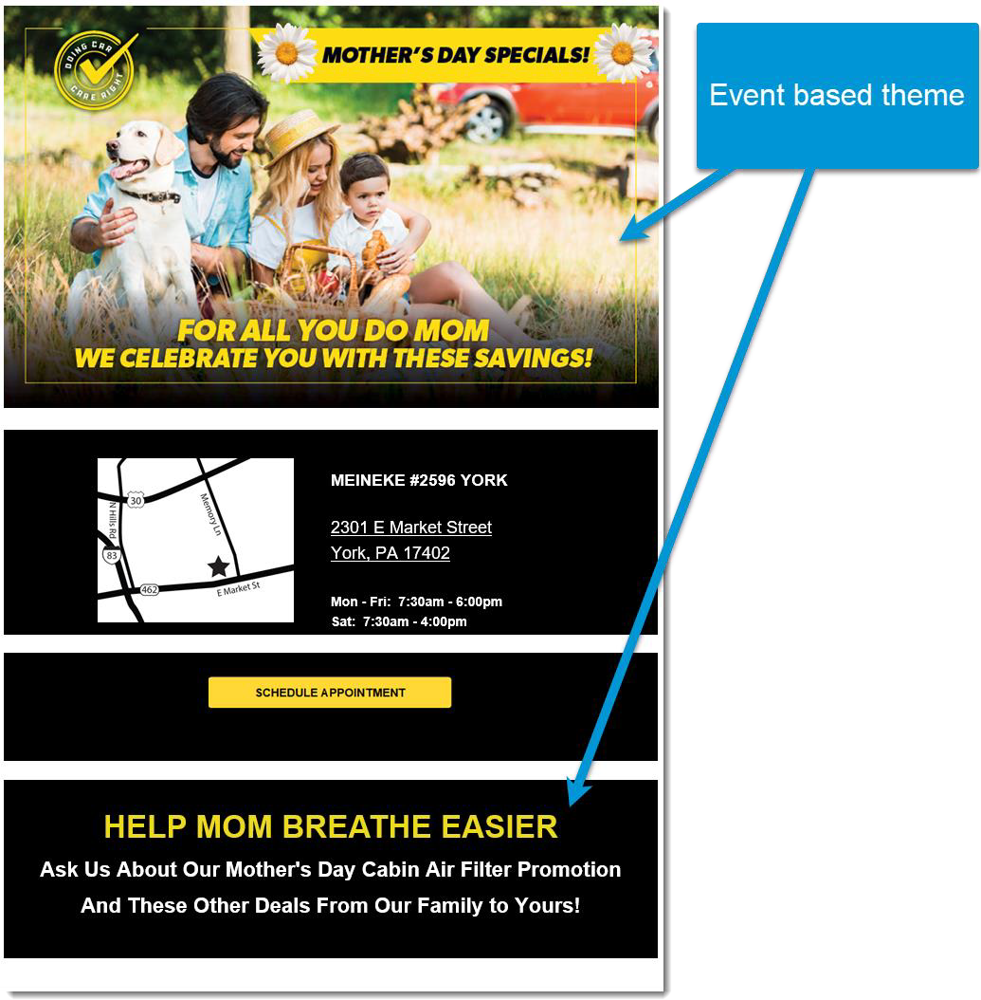 DOING CAR
CARE RIGHT
MOTHER'S DAY SPECIALS!
Event based theme
FOR ALL YOU DO MOM
WE CELEBRATE YOU WITH THESE SAVINGS!
30
N Hills Rd
Memory Ln
83
462
E Market St
MEINEKE #2596 YORK
2301 E Market Street
York, PA 17402
Mon - Fri:  7:30am - 6:00pm
Sat:  7:30am - 4:00pm
SCHEDULE APPOINTMENT
HELP MOM BREATHE EASIER
Ask Us About Our Mother's Day Cabin Air Filter Promotion
And These Other Deals From Our Family to Yours!